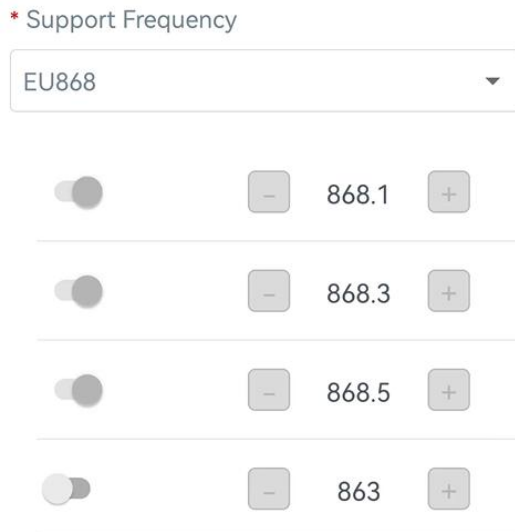 * Support Frequency
EU868
- 868.1 +
- 868.3 +
- 868.5 +
- 863 +